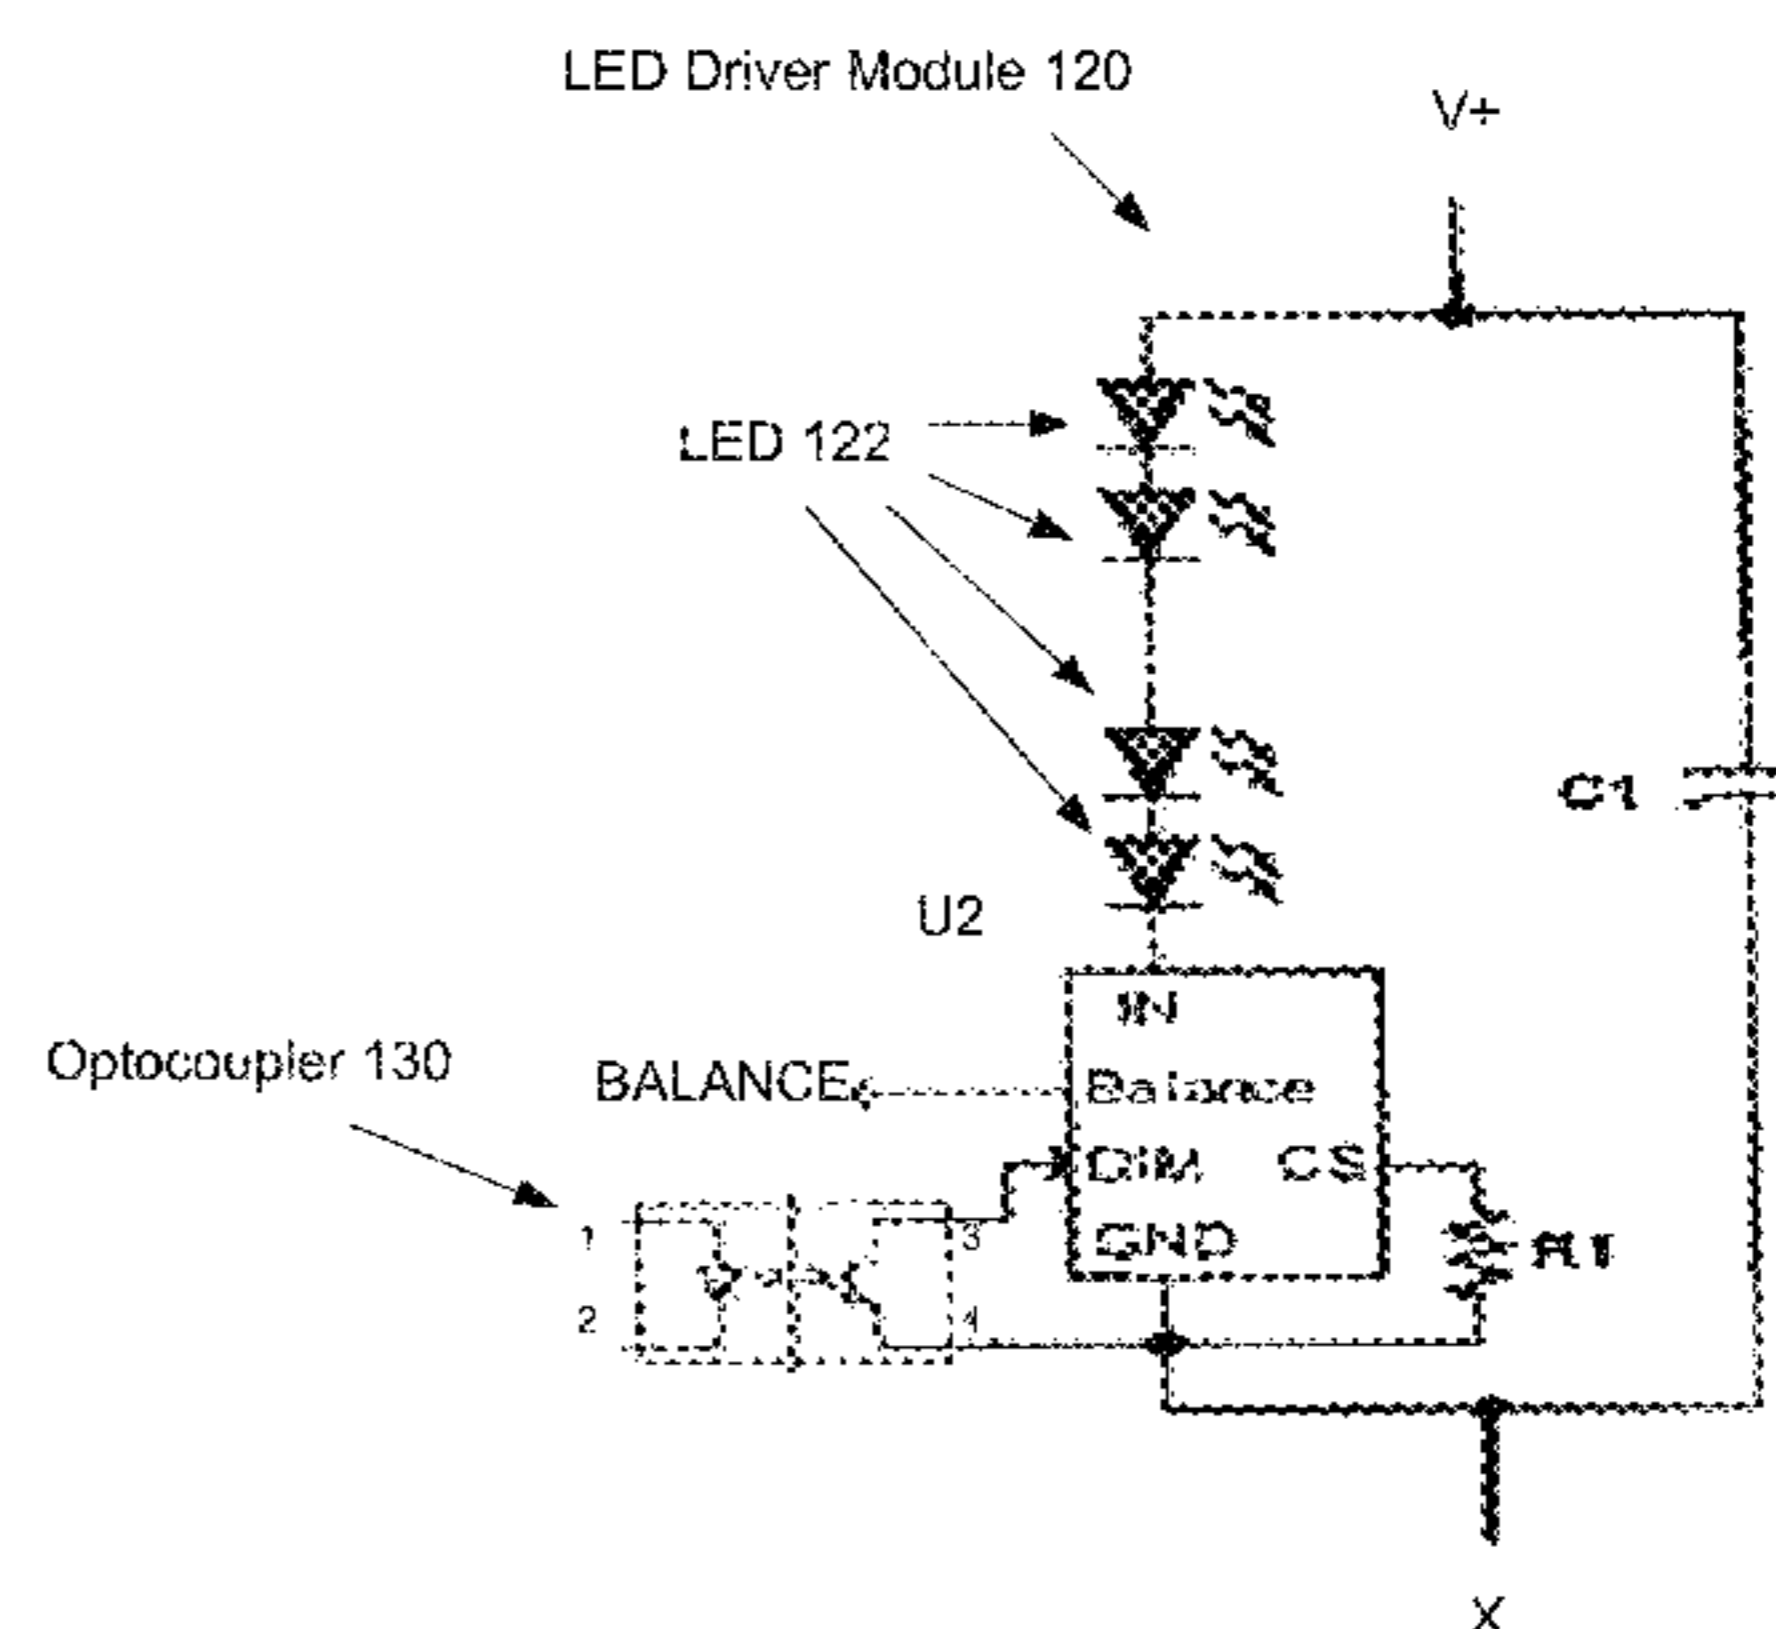 LED Driver Module 120
V+
LED 122
C1
U2
IN
Optocoupler 130
BALANCE
Balance
DIM
CS
1
3
GND
R1
2
4
X